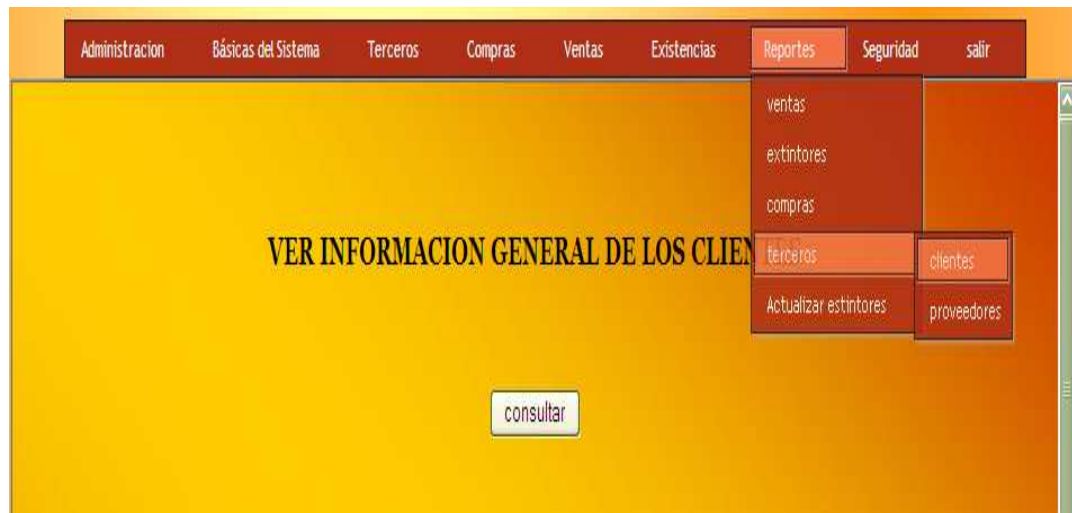 Administracion Básicas del Sistema Terceros Compras Ventas Existencias Reportes Seguridad salir
ventas
extintores
compras
VER INFORMACION GENERAL DE LOS
terceros
clientes
Actualizar estintores
proveedores
consultar